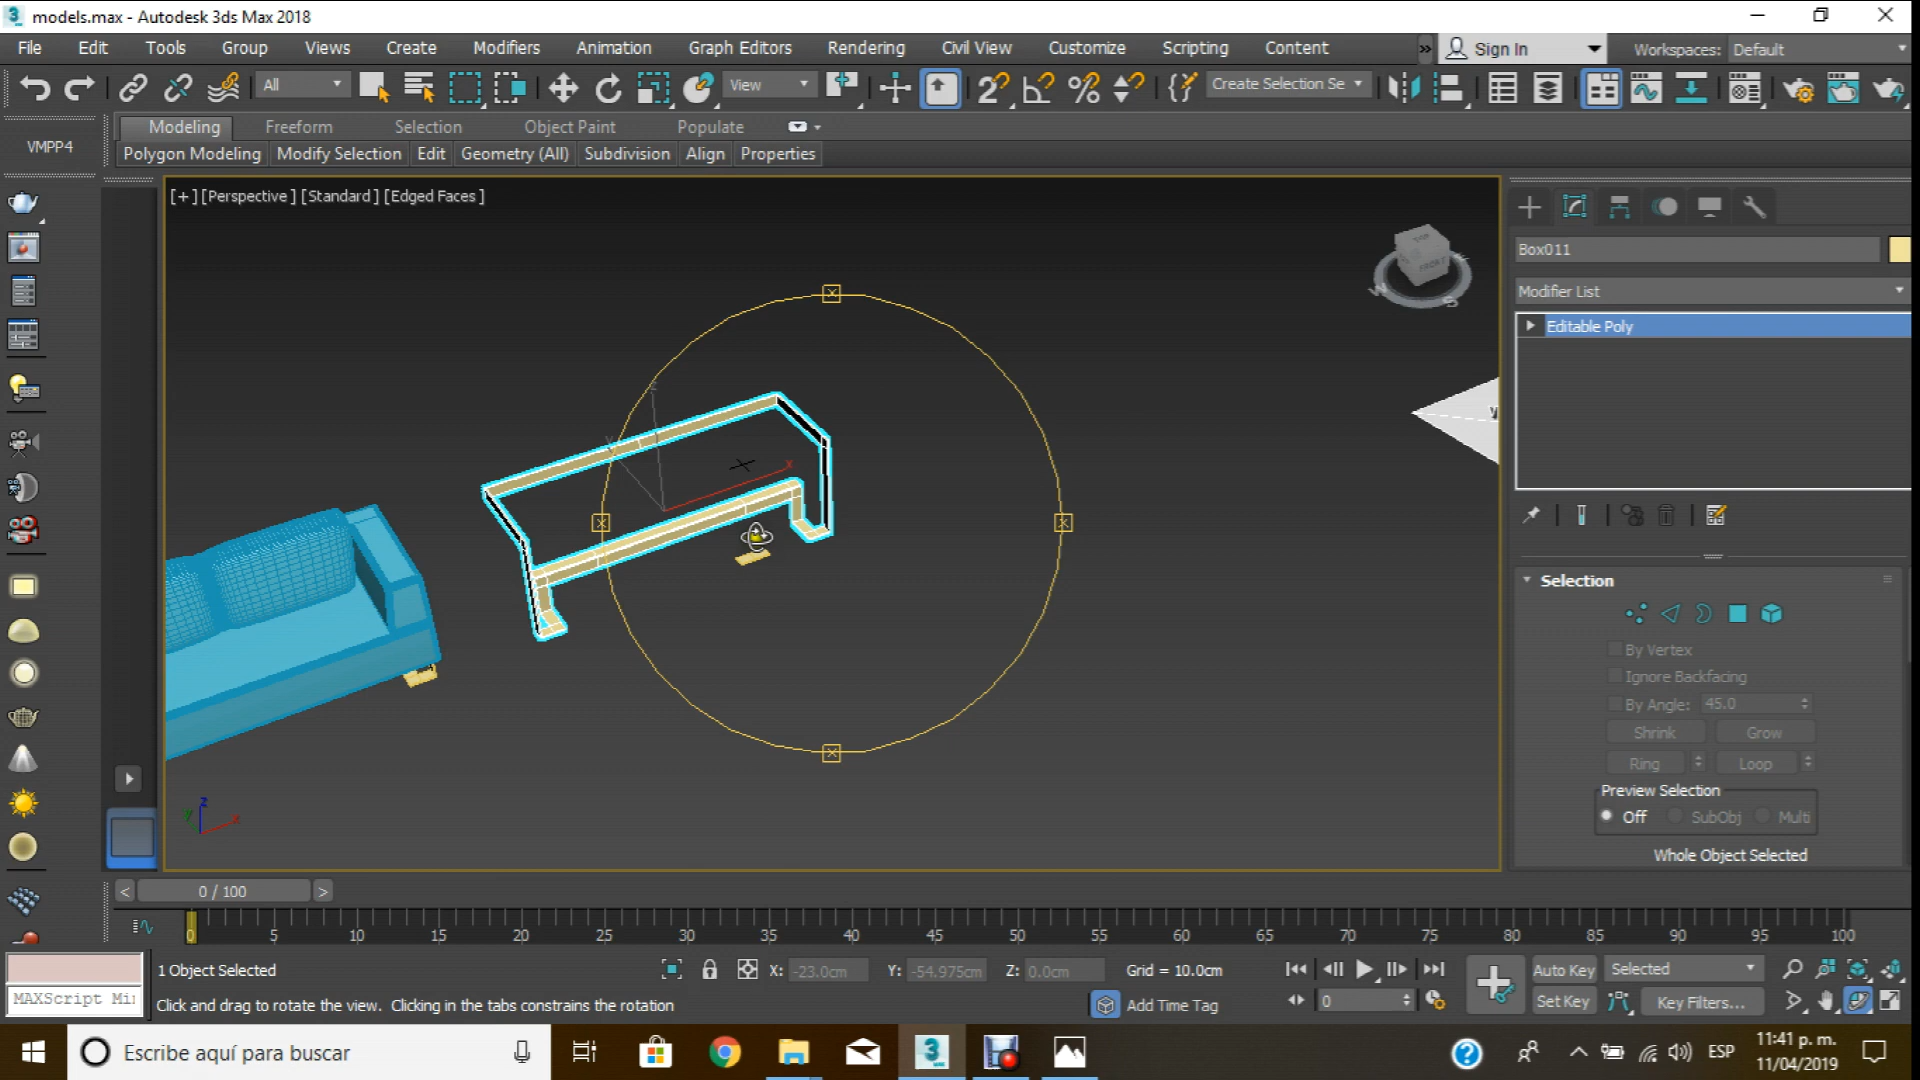 models.max - Autodesk 3ds Max 2018
File Edit Tools Group Views Create Modifiers Animation Graph Editors Rendering Civil View Customize Scripting Content » Sign In Workspaces: Default
All View Create Selection Se
Modeling Freeform Selection Object Paint Populate
VMPP4
Polygon Modeling Modify Selection Edit Geometry (All) Subdivision Align Properties
[+] [Perspective] [Standard] [Edged Faces]
TOP
FRONT
W
S
Box011
Modifier List
Editable Poly
y
x
z
y
x
Selection
By Vertex
Ignore Backfacing
By Angle: 45.0
Shrink Grow
Ring Loop
Preview Selection
Off SubObj Multi
Whole Object Selected
< 0 / 100 >
0 5 10 15 20 25 30 35 40 45 50 55 60 65 70 75 80 85 90 95 100
1 Object Selected X: -23.0cm Y: -54.975cm Z: 0.0cm Grid = 10.0cm Auto Key Selected
MAXScript Mi
Click and drag to rotate the view. Clicking in the tabs constrains the rotation Add Time Tag 0 Set Key Key Filters...
Escribe aquí para buscar
ESP
11:41 p. m.
11/04/2019